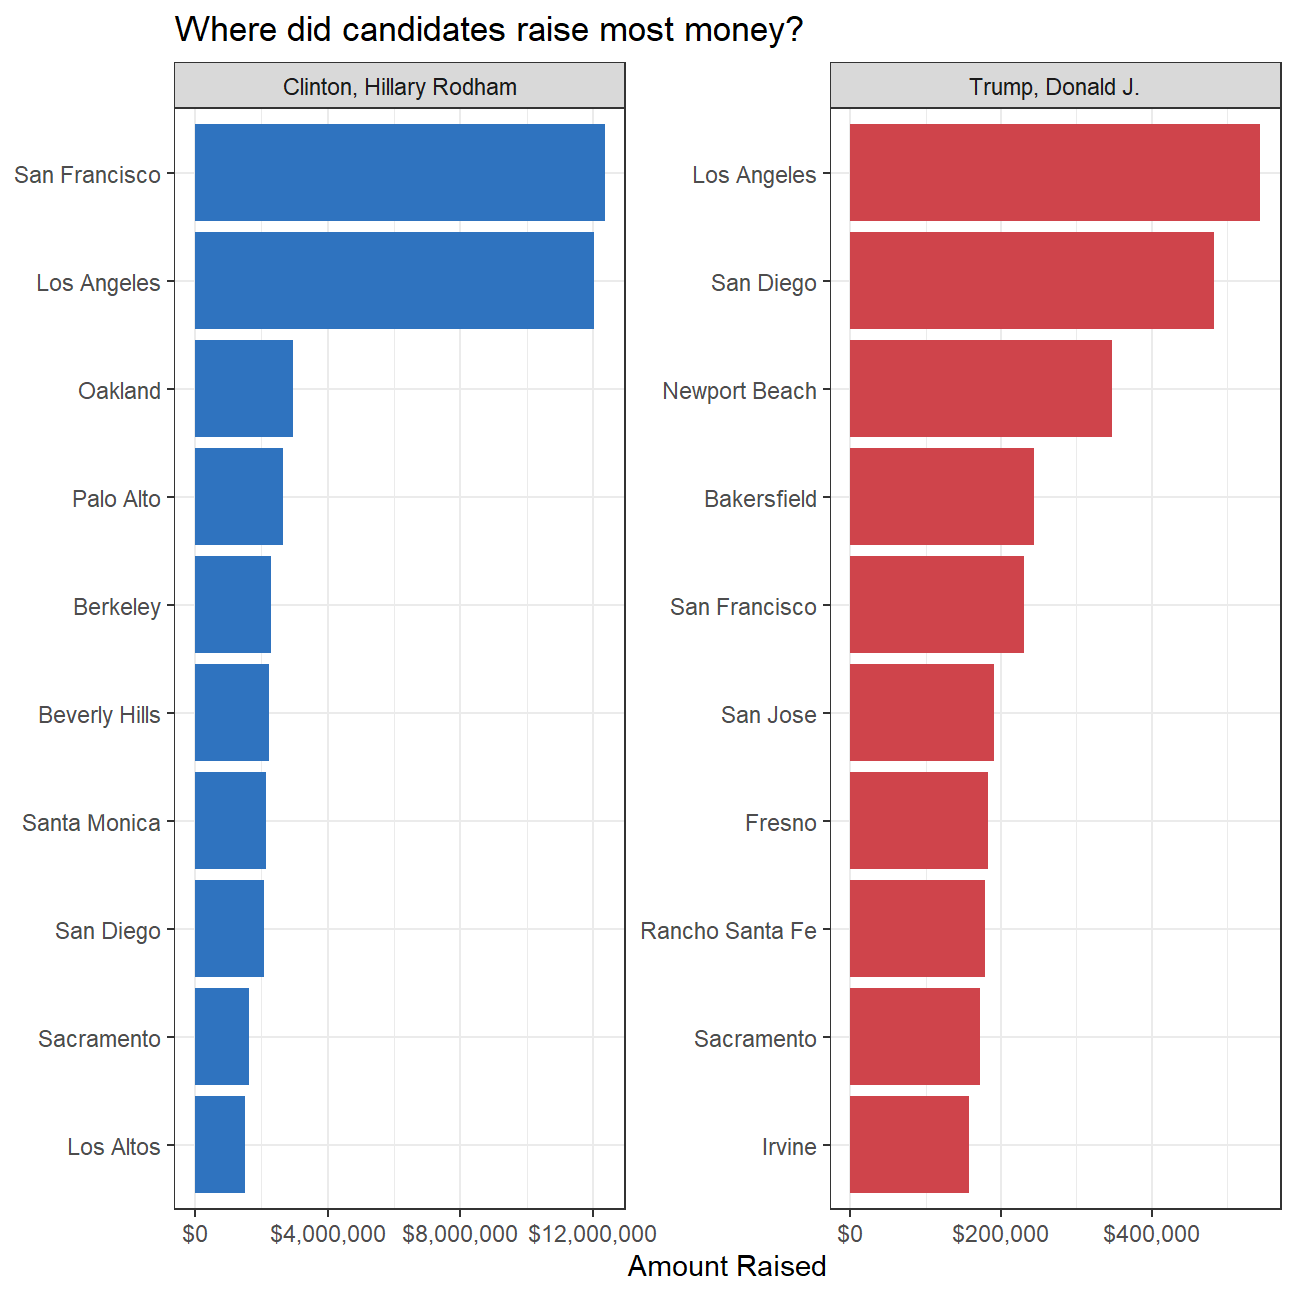 Where did candidates raise most money?
Clinton, Hillary Rodham
San Francisco
Los Angeles
Oakland
Palo Alto
Berkeley
Beverly Hills
Santa Monica
San Diego
Sacramento
Los Altos
$0 $4,000,000 $8,000,000 $12,000,000
Trump, Donald J.
Los Angeles
San Diego
Newport Beach
Bakersfield
San Francisco
San Jose
Fresno
Rancho Santa Fe
Sacramento
Irvine
$0 $200,000 $400,000
Amount Raised